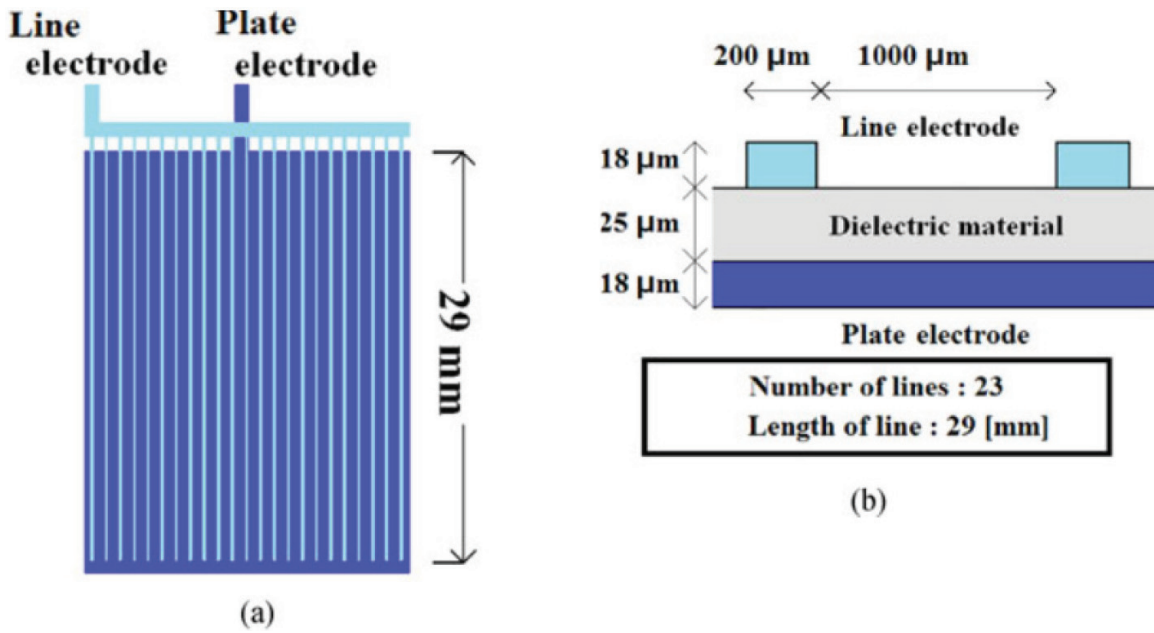 Line
electrode
Plate
electrode
29 mm
(a)
200 μm
1000 μm
Line electrode
18 μm
25 μm
Dielectric material
18 μm
Plate electrode
Number of lines : 23
Length of line : 29 [mm]
(b)